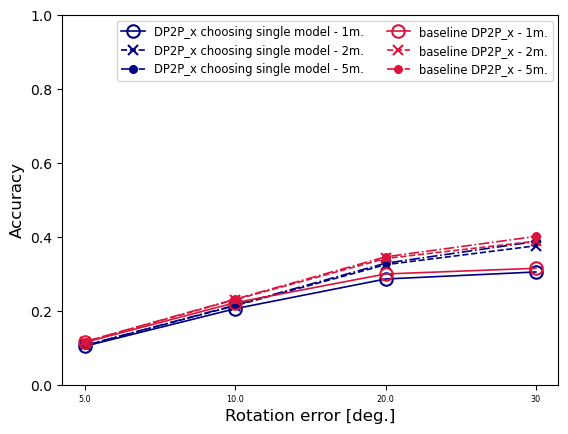 1.0
0.8
0.6
0.4
0.2
0.0
Accuracy
DP2P_x choosing single model - 1m.
DP2P_x choosing single model - 2m.
DP2P_x choosing single model - 5m.
baseline DP2P_x - 1m.
baseline DP2P_x - 2m.
baseline DP2P_x - 5m.
5.0 10.0 20.0 30
Rotation error [deg.]